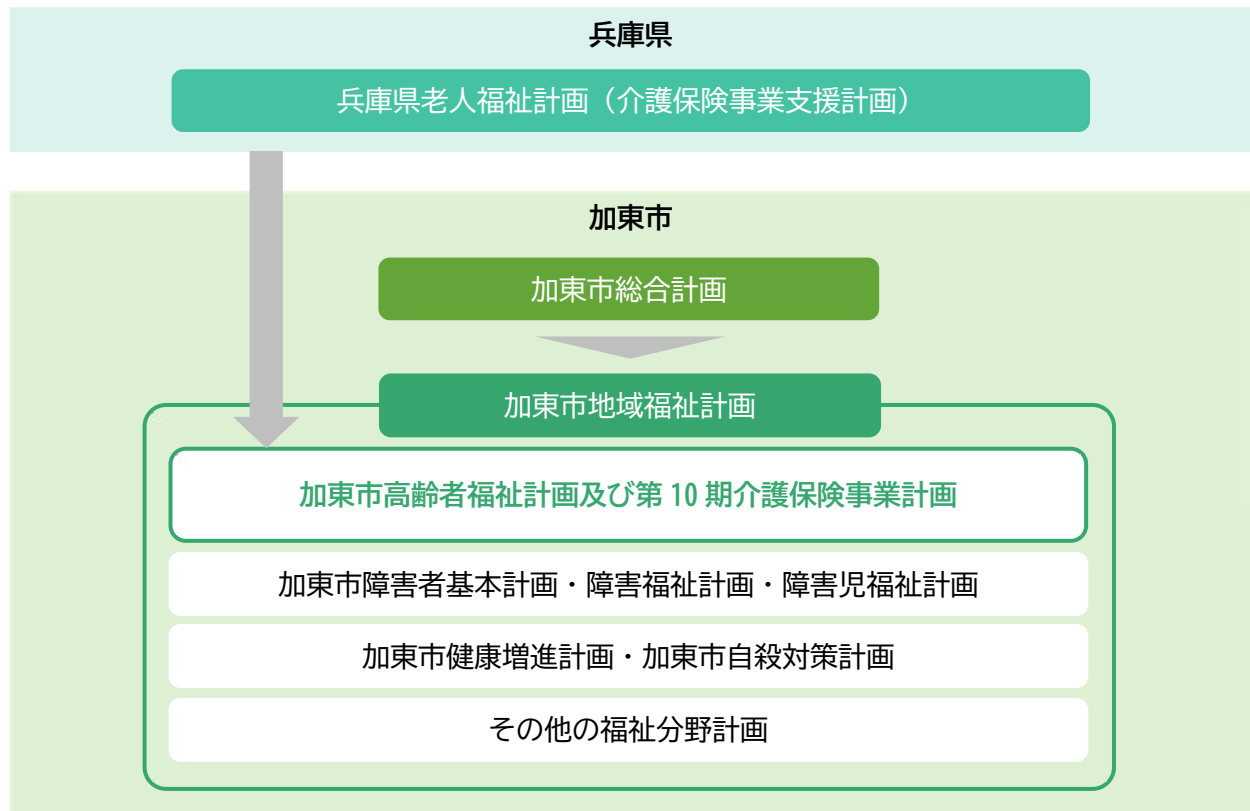 兵庫県
兵庫県老人福祉計画（介護保険事業支援計画）
加東市
加東市総合計画
加東市地域福祉計画
加東市高齢者福祉計画及び第 10 期介護保険事業計画
加東市障害者基本計画・障害福祉計画・障害児福祉計画
加東市健康増進計画・加東市自殺対策計画
その他の福祉分野計画